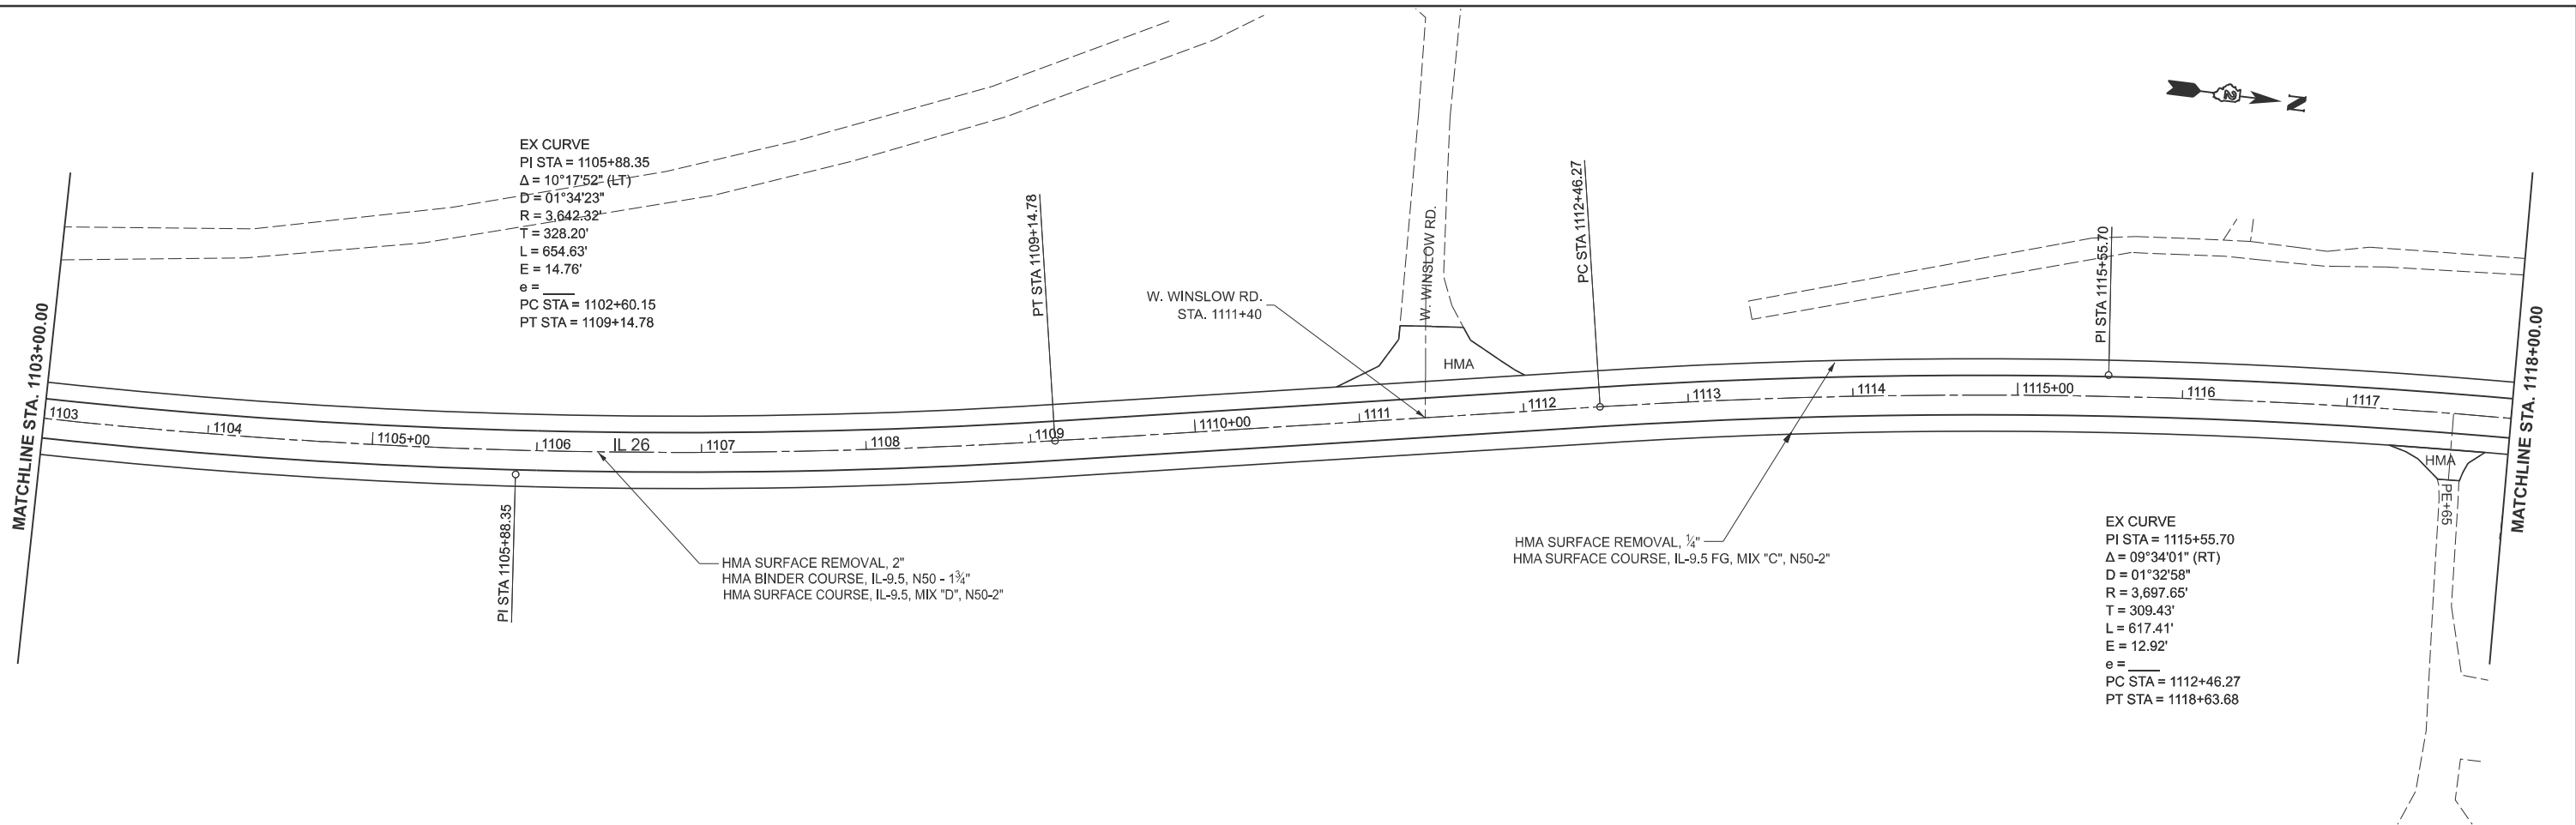 MATCHLINE STA. 1103+00.00
EX CURVE
PI STA = 1105+88.35
Δ = 10°17'52" (LT)
D = 01°34'23"
R = 3,642.32'
T = 328.20'
L = 654.63'
E = 14.76'
e = ____
PC STA = 1102+60.15
PT STA = 1109+14.78
PT STA 1109+14.78
W. WINSLOW RD.
STA. 1111+40
W. WINSLOW RD.
HMA
PC STA 1112+46.27
PI STA 1115+55.70
2
N
MATCHLINE STA. 1118+00.00
1103
1104
1105+00
1106
IL 26
1107
1108
1109
1110+00
1111
1112
1113
1114
1115+00
1116
1117
PI STA 1105+88.35
HMA SURFACE REMOVAL, 2"
HMA BINDER COURSE, IL-9.5, N50 - 1¾"
HMA SURFACE COURSE, IL-9.5, MIX "D", N50-2"
HMA SURFACE REMOVAL, ¼"
HMA SURFACE COURSE, IL-9.5 FG, MIX "C", N50-2"
HMA
PE+65
EX CURVE
PI STA = 1115+55.70
Δ = 09°34'01" (RT)
D = 01°32'58"
R = 3,697.65'
T = 309.43'
L = 617.41'
E = 12.92'
e = ____
PC STA = 1112+46.27
PT STA = 1118+63.68